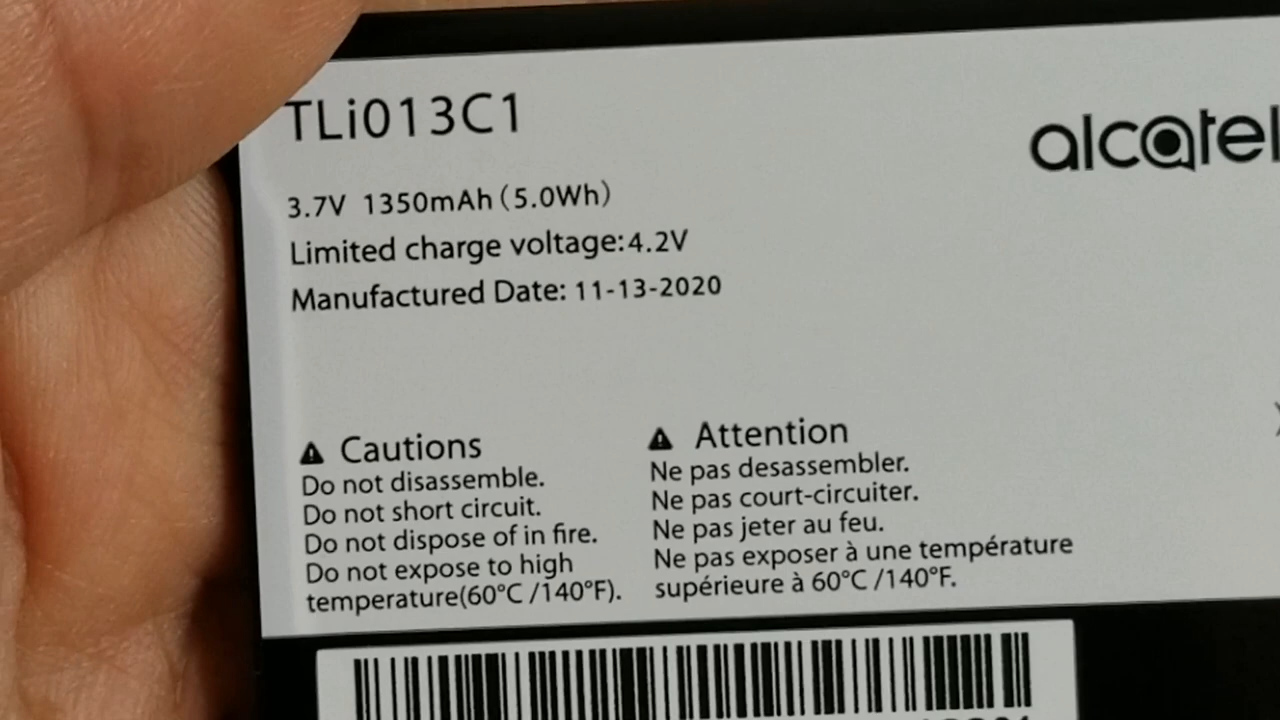 TLi013C1
alcatel
3.7V 1350mAh (5.0Wh)
Limited charge voltage:4.2V
Manufactured Date: 11-13-2020
Cautions
Do not disassemble.
Do not short circuit.
Do not dispose of in fire.
Do not expose to high
temperature(60°C /140°F).
Attention
Ne pas desassembler.
Ne pas court-circuiter.
Ne pas jeter au feu.
Ne pas exposer à une température
supérieure à 60°C /140°F.